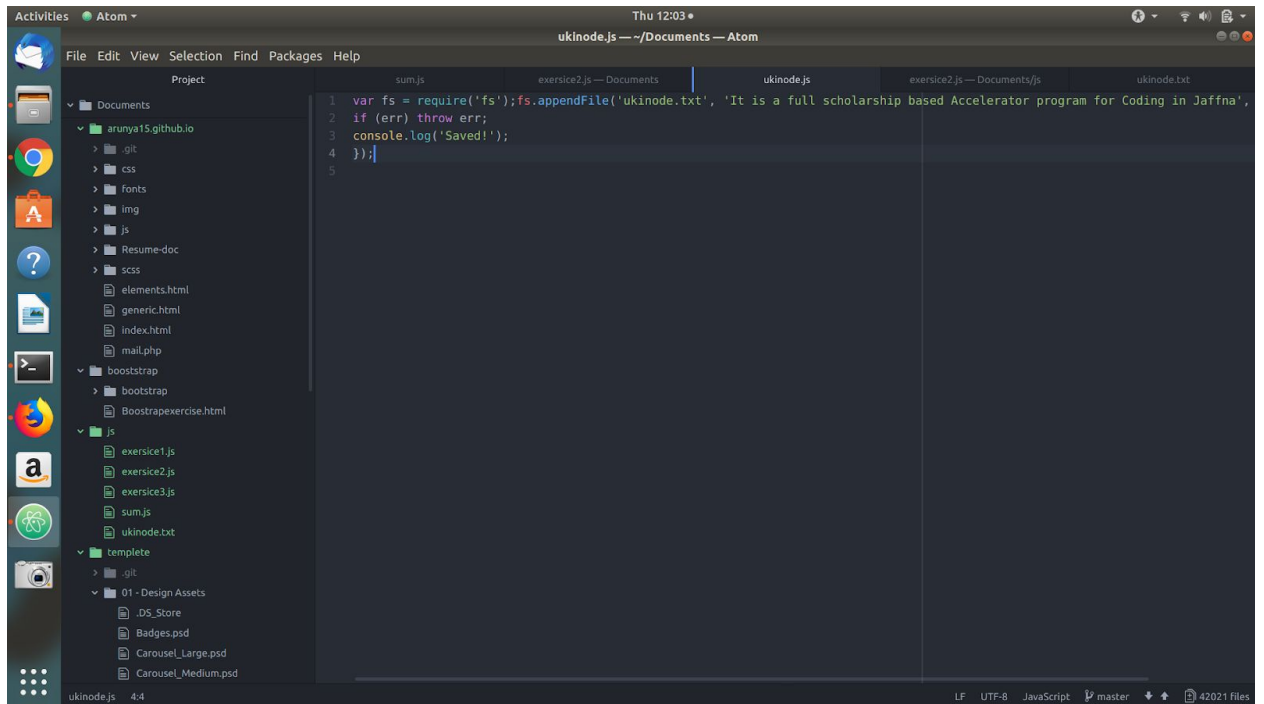 Activities Atom Thu 12:03
ukinode.js — ~/Documents — Atom
File Edit View Selection Find Packages Help
Project
sum.js exersice2.js — Documents ukinode.js exersice2.js — Documents/js ukinode.txt
Documents
arunya15.github.io
.git
css
fonts
img
js
Resume-doc
scss
elements.html
generic.html
index.html
mail.php
booststrap
bootstrap
Boostrapexercise.html
js
exersice1.js
exersice2.js
exersice3.js
sum.js
ukinode.txt
templete
.git
01 - Design Assets
.DS_Store
Badges.psd
Carousel_Large.psd
Carousel_Medium.psd
1 var fs = require('fs');fs.appendFile('ukinode.txt', 'It is a full scholarship based Accelerator program for Coding in Jaffna',
2 if (err) throw err;
3 console.log('Saved!');
4 });
5
ukinode.js 4:4 LF UTF-8 JavaScript master 42021 files